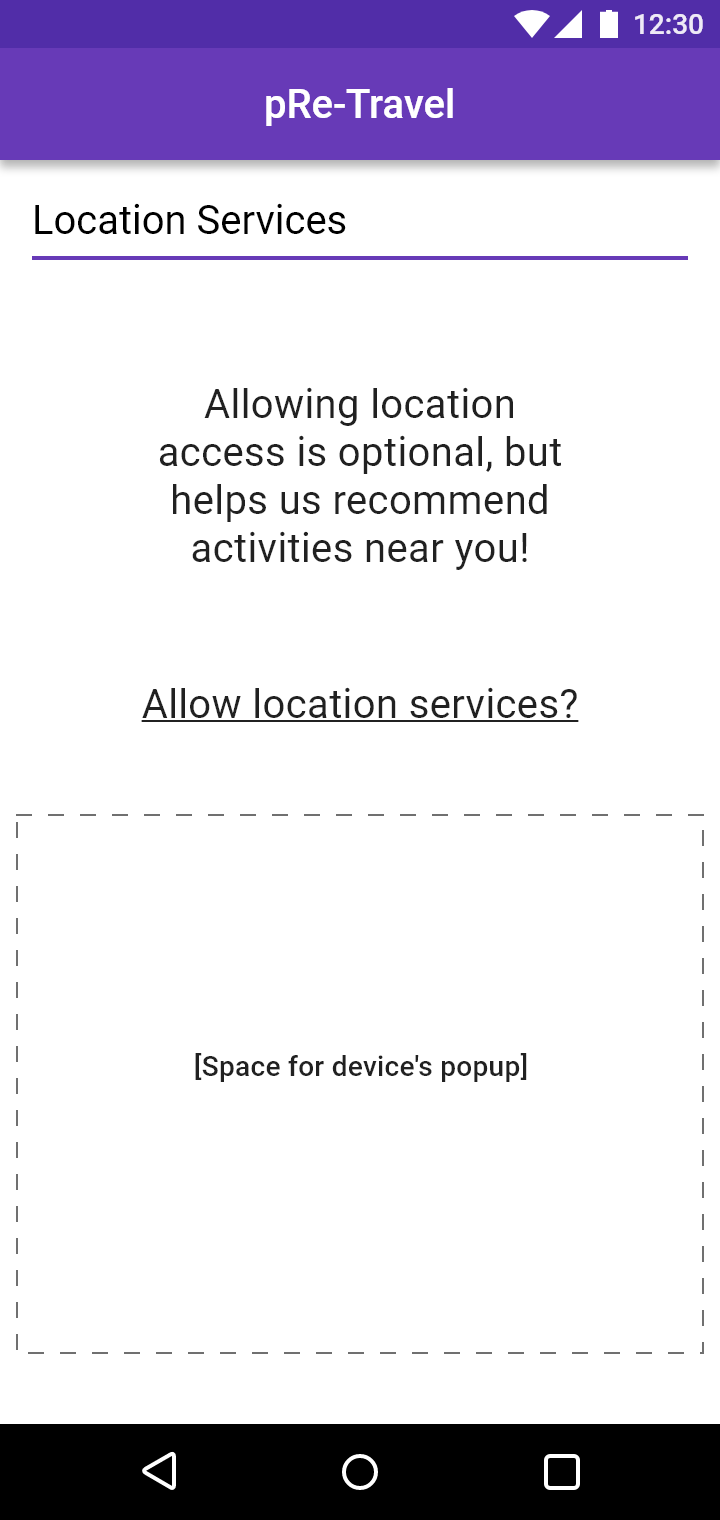 12:30
pRe-Travel
Location Services
Allowing location
access is optional, but
helps us recommend
activities near you!
Allow location services?
[Space for device's popup]